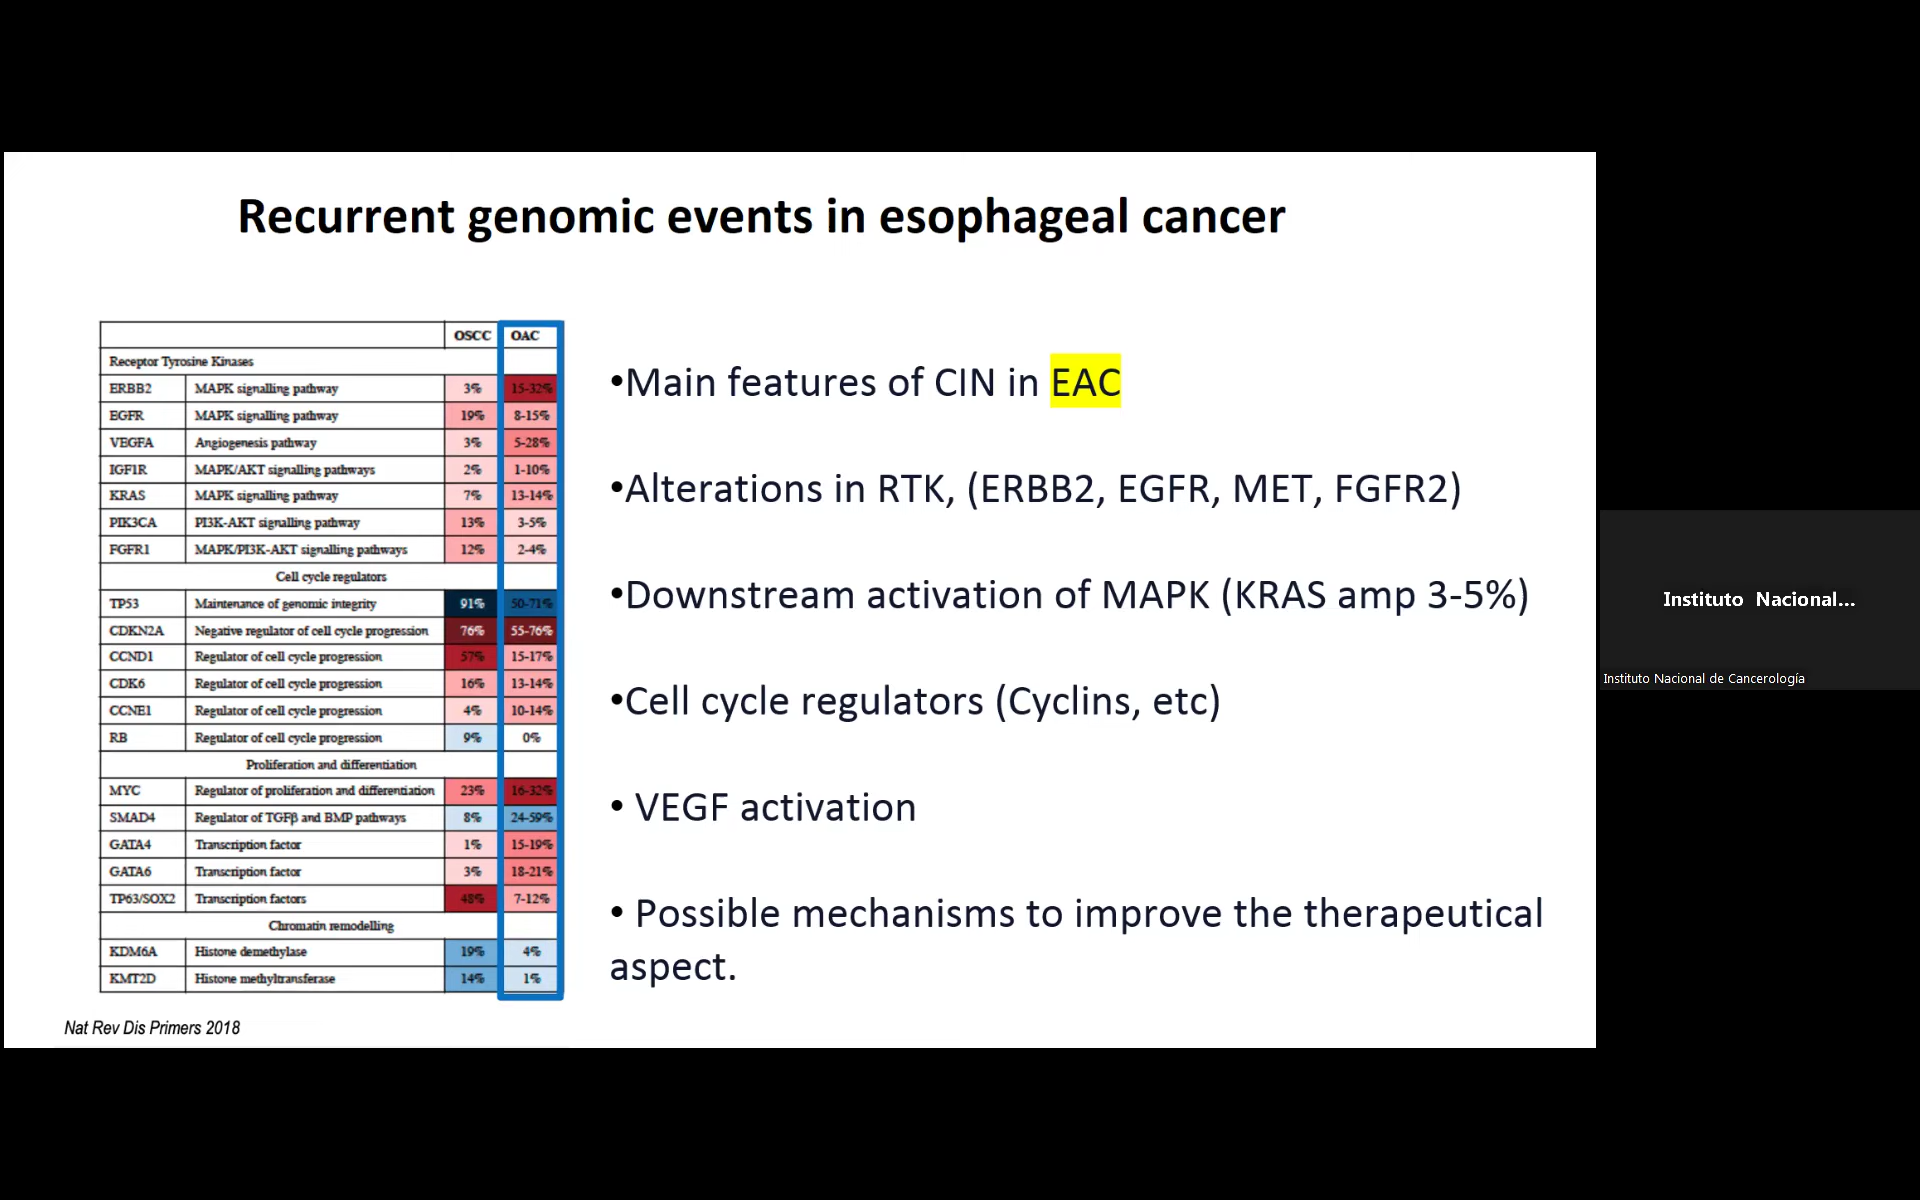 Recurrent genomic events in esophageal cancer
OSCC OAC
Receptor Tyrosine Kinases
ERBB2 MAPK signalling pathway 3% 15-32%
EGFR MAPK signalling pathway 19% 8-15%
VEGFA Angiogenesis pathway 3% 5-28%
IGF1R MAPK/AKT signalling pathways 2% 1-10%
KRAS MAPK signalling pathway 7% 13-14%
PIK3CA PI3K-AKT signalling pathway 13% 3-5%
FGFR1 MAPK/PI3K-AKT signalling pathways 12% 2-4%
Cell cycle regulators
TP53 Maintenance of genomic integrity 91% 50-71%
CDKN2A Negative regulator of cell cycle progression 76% 55-76%
CCND1 Regulator of cell cycle progression 57% 15-17%
CDK6 Regulator of cell cycle progression 16% 13-14%
CCNE1 Regulator of cell cycle progression 4% 10-14%
RB Regulator of cell cycle progression 9% 0%
Proliferation and differentiation
MYC Regulator of proliferation and differentiation 23% 16-32%
SMAD4 Regulator of TGFβ and BMP pathways 8% 24-59%
GATA4 Transcription factor 1% 15-19%
GATA6 Transcription factor 3% 18-21%
TP63/SOX2 Transcription factors 48% 7-12%
Chromatin remodelling
KDM6A Histone demethylase 19% 4%
KMT2D Histone methyltransferase 14% 1%
Nat Rev Dis Primers 2018
•Main features of CIN in EAC
•Alterations in RTK, (ERBB2, EGFR, MET, FGFR2)
•Downstream activation of MAPK (KRAS amp 3-5%)
•Cell cycle regulators (Cyclins, etc)
• VEGF activation
• Possible mechanisms to improve the therapeutical
aspect.
Instituto Nacional...
Instituto Nacional de Cancerología